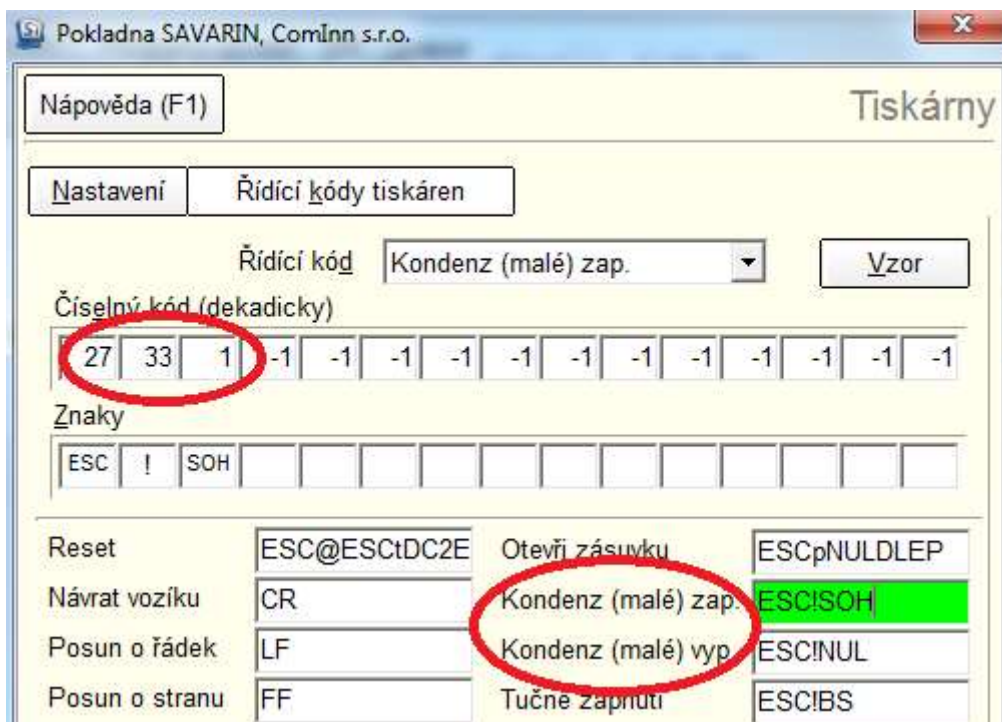 Pokladna SAVARIN, ComInn s.r.o.
Nápověda (F1) Tiskárny
Nastavení Řídící kódy tiskáren
Řídící kód Kondenz (malé) zap. Vzor
Číselný kód (dekadicky)
27 33 1 -1 -1 -1 -1 -1 -1 -1 -1 -1 -1 -1 -1
Znaky
ESC ! SOH
Reset ESC@ESCtDC2E Otevři zásuvku ESCpNULDLEP
Návrat vozíku CR Kondenz (malé) zap. ESC!SOH
Posun o řádek LF Kondenz (malé) vyp ESC!NUL
Posun o stranu FF Tučné zapnutí ESC!BS